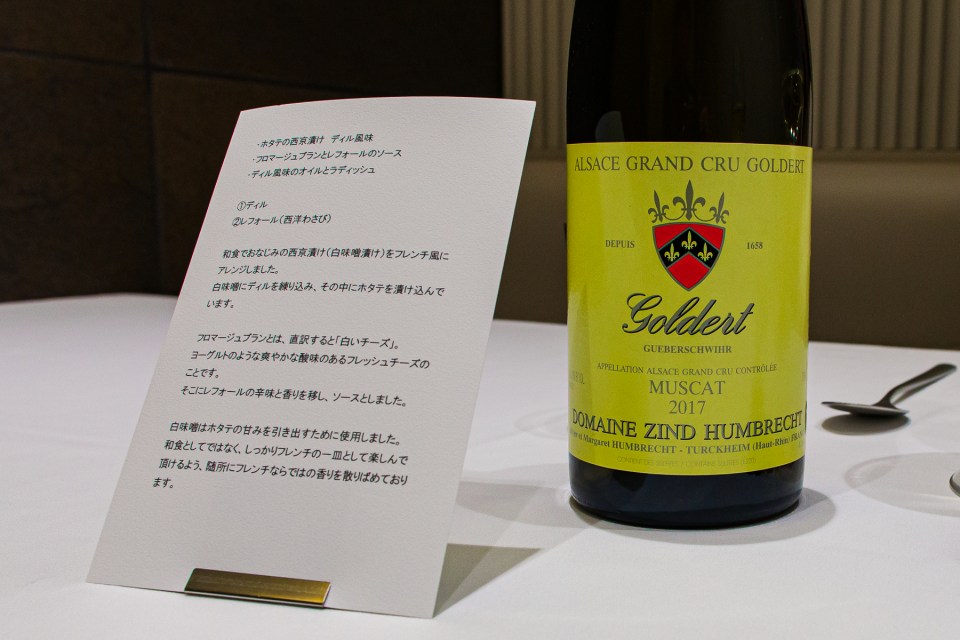 ・ホタテの西京漬け ディル風味
・フロマージュブランとレフォールのソース
・ディル風味のオイルとラディッシュ
①ディル
②レフォール(西洋わさび)
和食でおなじみの西京漬け(白味噌漬け)をフレンチ風に
アレンジしました。
白味噌にディルを練り込み、その中にホタテを漬け込んで
います。
フロマージュブランとは、直訳すると「白いチーズ」。
ヨーグルトのような爽やかな酸味のあるフレッシュチーズの
ことです。
そこにレフォールの辛味と香りを移し、ソースとしました。
白味噌はホタテの甘みを引き出すために使用しました。
和食としてではなく、しっかりフレンチの一皿として楽しんで
頂けるよう、随所にフレンチならではの香りを散りばめており
ます。
ALSACE GRAND CRU GOLDERT
DEPUIS 1658
Goldert
GUEBERSCHWIHR
APPELLATION ALSACE GRAND CRU CONTRÔLÉE
MUSCAT
2017
DOMAINE ZIND HUMBRECHT
et Margaret HUMBRECHT - TURCKHEIM (Haut-Rhin)